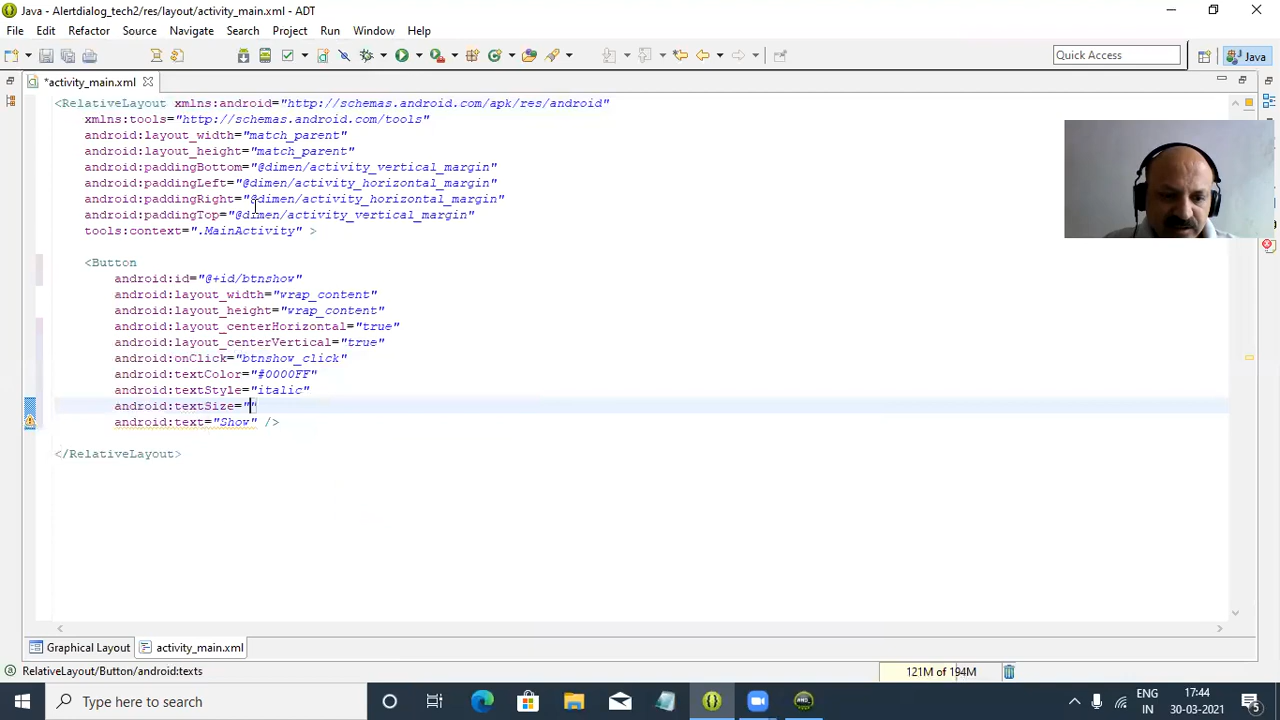 Java - Alertdialog_tech2/res/layout/activity_main.xml - ADT
File Edit Refactor Source Navigate Search Project Run Window Help
Quick Access
Java
*activity_main.xml
<RelativeLayout xmlns:android="http://schemas.android.com/apk/res/android"
xmlns:tools="http://schemas.android.com/tools"
android:layout_width="match_parent"
android:layout_height="match_parent"
android:paddingBottom="@dimen/activity_vertical_margin"
android:paddingLeft="@dimen/activity_horizontal_margin"
android:paddingRight="@dimen/activity_horizontal_margin"
android:paddingTop="@dimen/activity_vertical_margin"
tools:context=".MainActivity" >
<Button
android:id="@+id/btnshow"
android:layout_width="wrap_content"
android:layout_height="wrap_content"
android:layout_centerHorizontal="true"
android:layout_centerVertical="true"
android:onClick="btnshow_click"
android:textColor="#0000FF"
android:textStyle="italic"
android:textSize=""
android:text="Show" />
</RelativeLayout>
Graphical Layout
activity_main.xml
RelativeLayout/Button/android:texts
121M of 194M
Type here to search
ENG
IN
17:44
30-03-2021
5